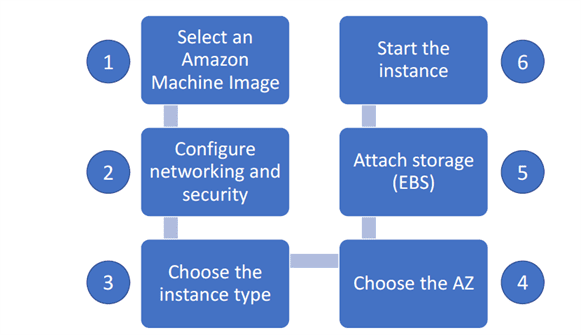 1
Select an
Amazon
Machine Image
2
Configure
networking and
security
3
Choose the
instance type
4
Choose the AZ
5
Attach storage
(EBS)
6
Start the
instance